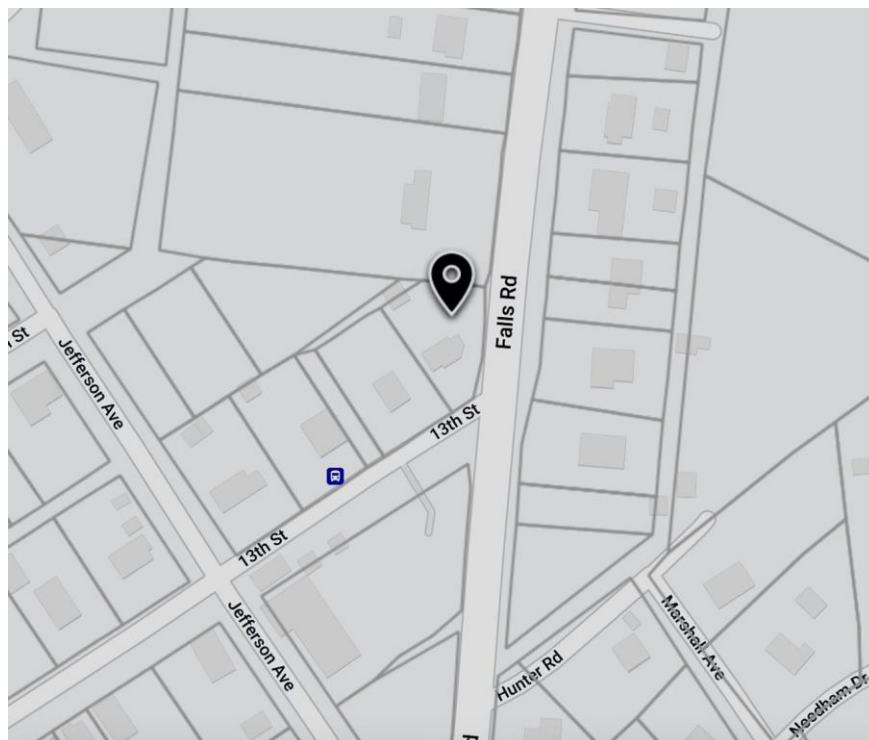 Falls Rd
St
Jefferson Ave
13th St
13th St
Jefferson Ave
Marshall Ave
Hunter Rd
Needham Dr